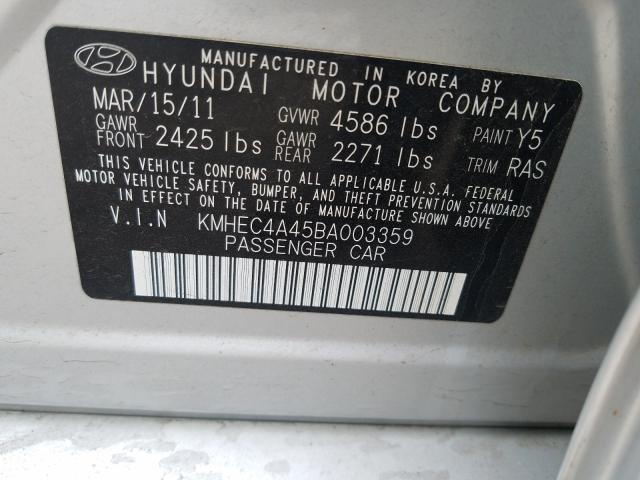 MANUFACTURED IN KOREA BY
HYUNDAI MOTOR COMPANY
MAR/15/11 GVWR 4586 lbs PAINT Y5
GAWR FRONT 2425 lbs GAWR REAR 2271 lbs TRIM RAS
THIS VEHICLE CONFORMS TO ALL APPLICABLE U.S.A. FEDERAL
MOTOR VEHICLE SAFETY, BUMPER, AND THEFT PREVENTION STANDARDS
IN EFFECT ON THE DATE OF MANUFACTURE SHOWN ABOVE.
V.I.N KMHEC4A45BA003359
PASSENGER CAR